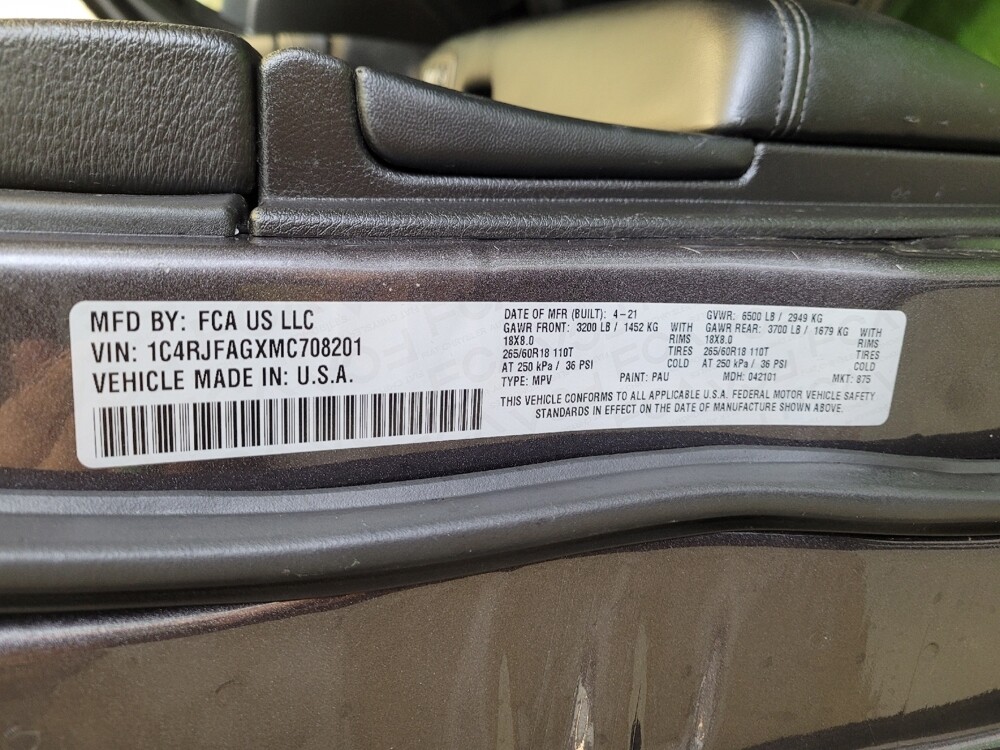 MFD BY: FCA US LLC
VIN: 1C4RJFAGXMC708201
VEHICLE MADE IN: U.S.A.
DATE OF MFR (BUILT): 4-21 GVWR: 6500 LB / 2949 KG
GAWR FRONT: 3200 LB / 1452 KG WITH GAWR REAR: 3700 LB / 1679 KG WITH
18X8.0 RIMS 18X8.0 RIMS
265/60R18 110T TIRES 265/60R18 110T TIRES
AT 250 kPa / 36 PSI COLD AT 250 kPa / 36 PSI COLD
TYPE: MPV PAINT: PAU MDH: 042101 MKT: 875
THIS VEHICLE CONFORMS TO ALL APPLICABLE U.S.A. FEDERAL MOTOR VEHICLE SAFETY
STANDARDS IN EFFECT ON THE DATE OF MANUFACTURE SHOWN ABOVE.